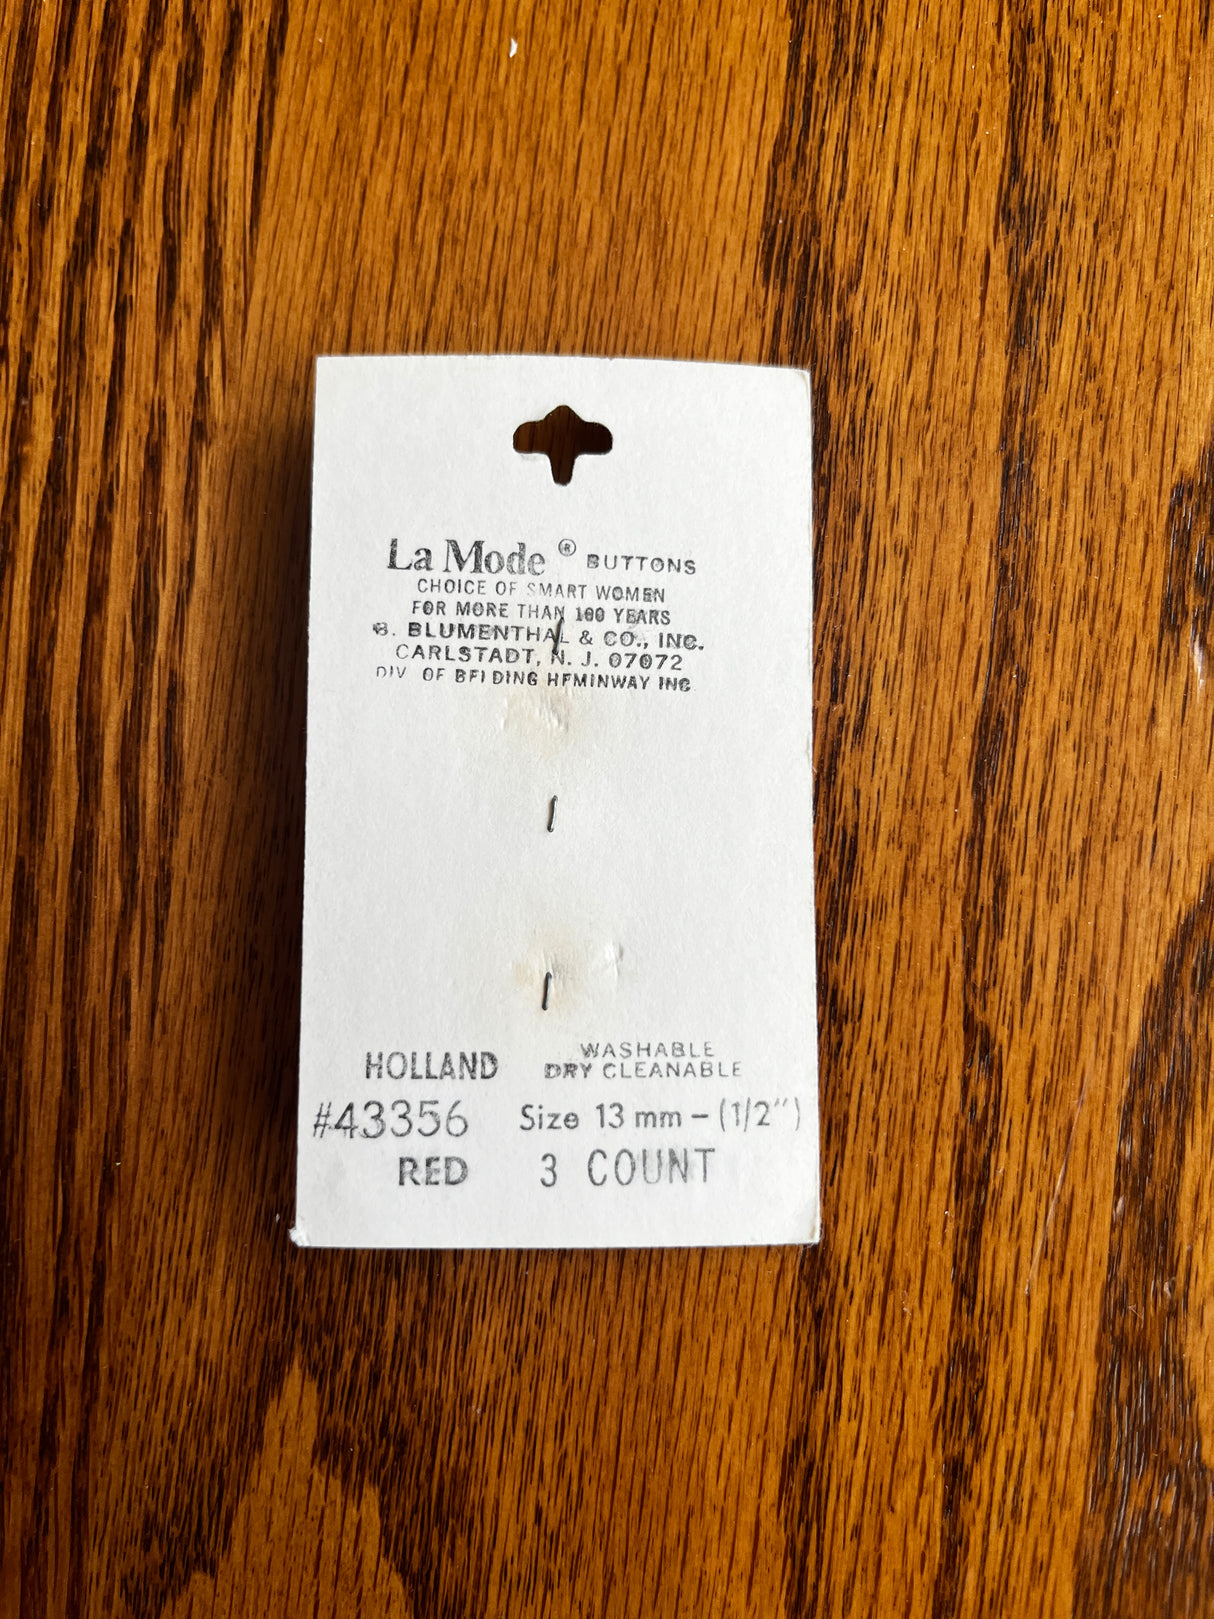 La Mode ® BUTTONS
CHOICE OF SMART WOMEN
FOR MORE THAN 100 YEARS
B. BLUMENTHAL & CO., INC.
CARLSTADT, N. J. 07072
DIV OF BELDING HEMINWAY INC
HOLLAND
WASHABLE
DRY CLEANABLE
#43356 Size 13 mm – (1/2")
RED 3 COUNT